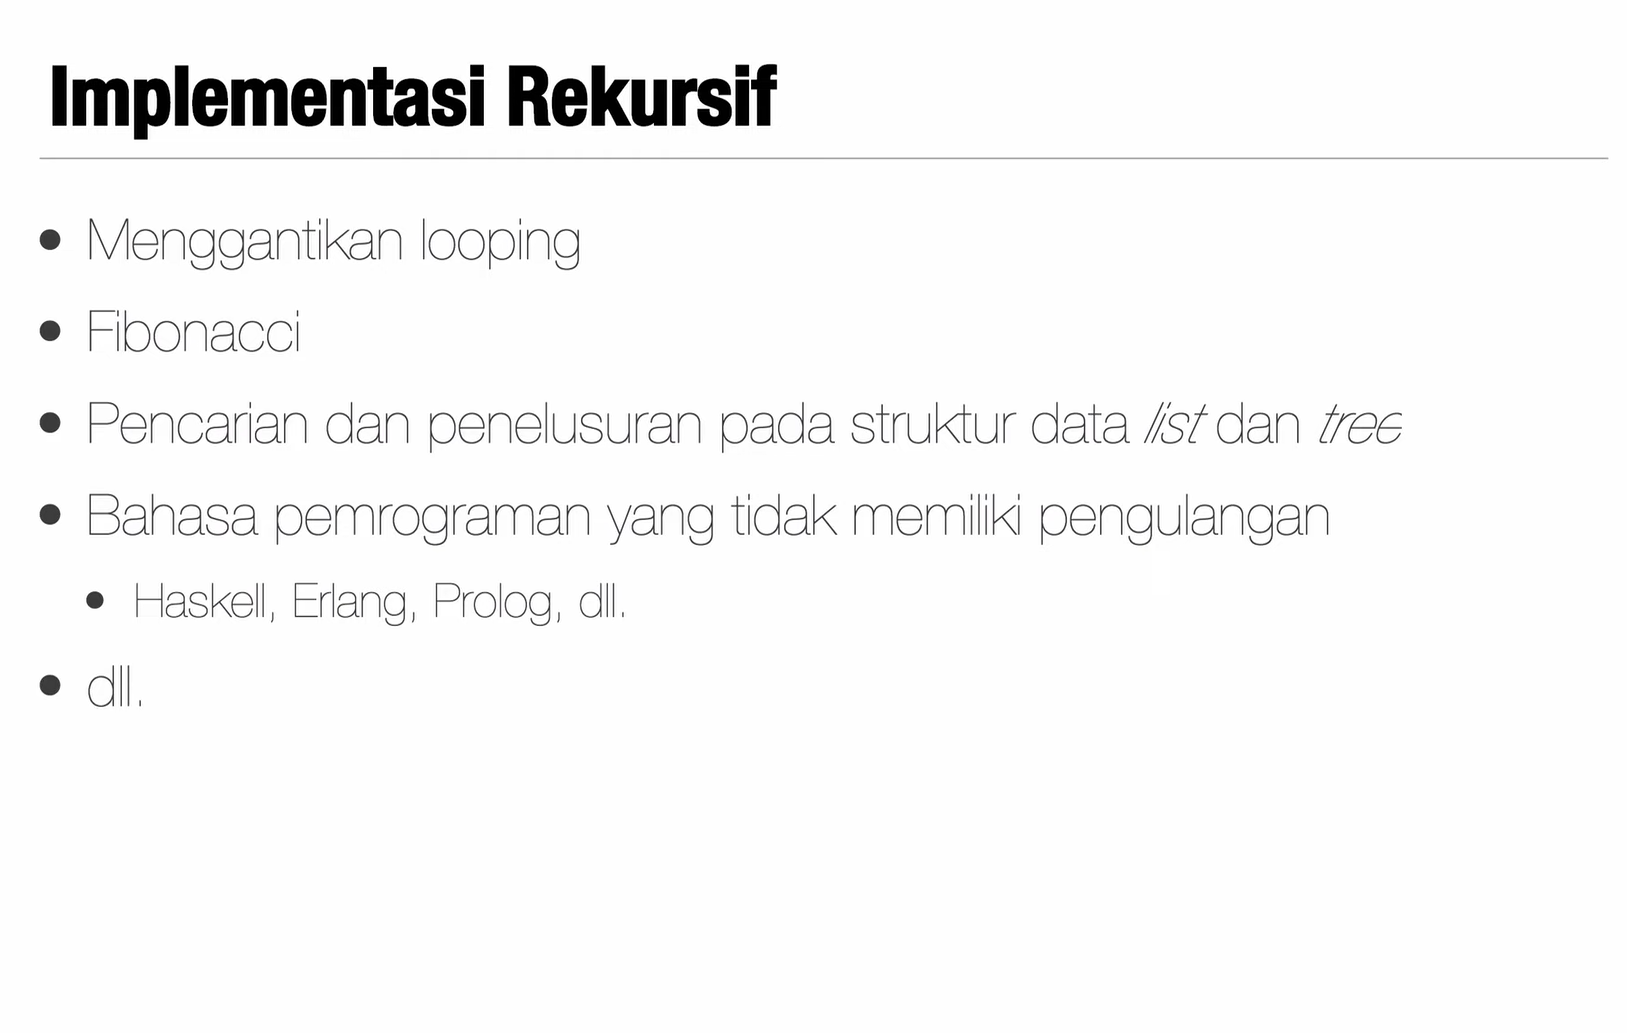 Implementasi Rekursif
• Menggantikan looping
• Fibonacci
• Pencarian dan penelusuran pada struktur data list dan tree
• Bahasa pemrograman yang tidak memiliki pengulangan
• Haskell, Erlang, Prolog, dll.
• dll.